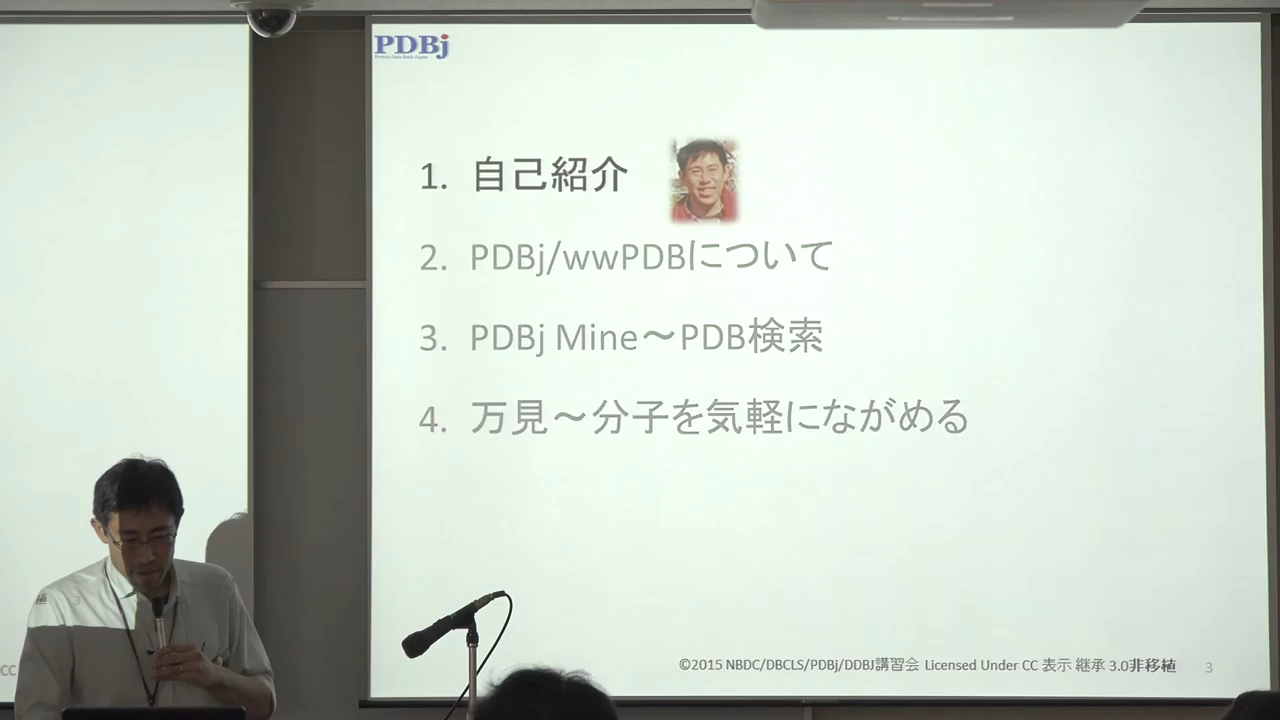 PDBj
Protein Data Bank Japan
1. 自己紹介
2. PDBj/wwPDBについて
3. PDBj Mine～PDB検索
4. 万見～分子を気軽にながめる
©2015 NBDC/DBCLS/PDBj/DDBJ講習会 Licensed Under CC 表示 継承 3.0非移植 3
CC
植 3